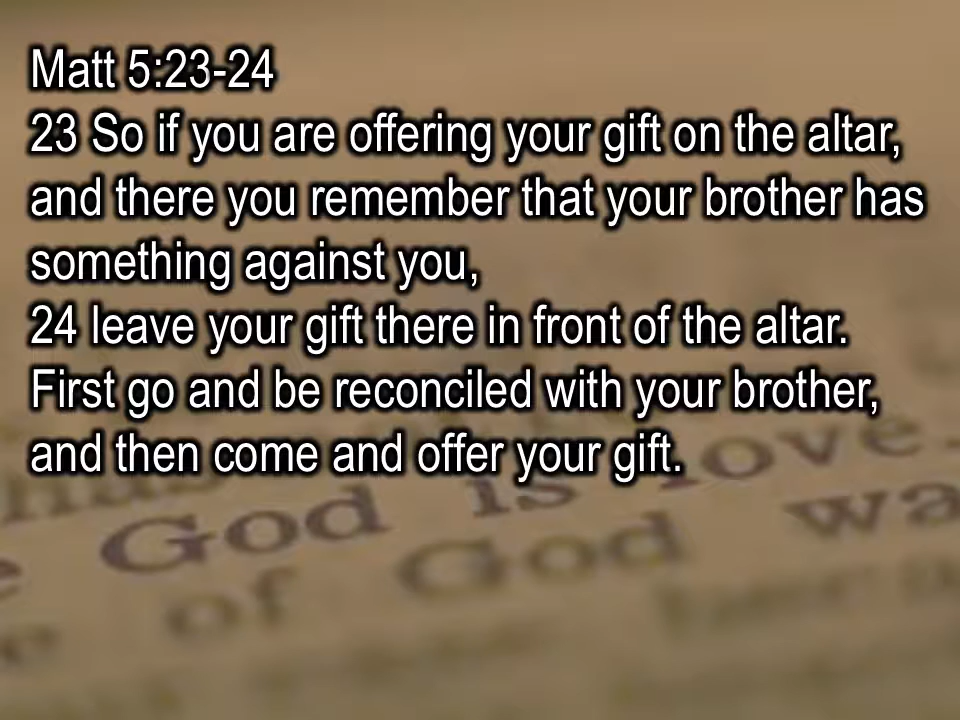 Matt 5:23-24
23 So if you are offering your gift on the altar,
and there you remember that your brother has
something against you,
24 leave your gift there in front of the altar.
First go and be reconciled with your brother,
and then come and offer your gift.
God is love.
of God wa